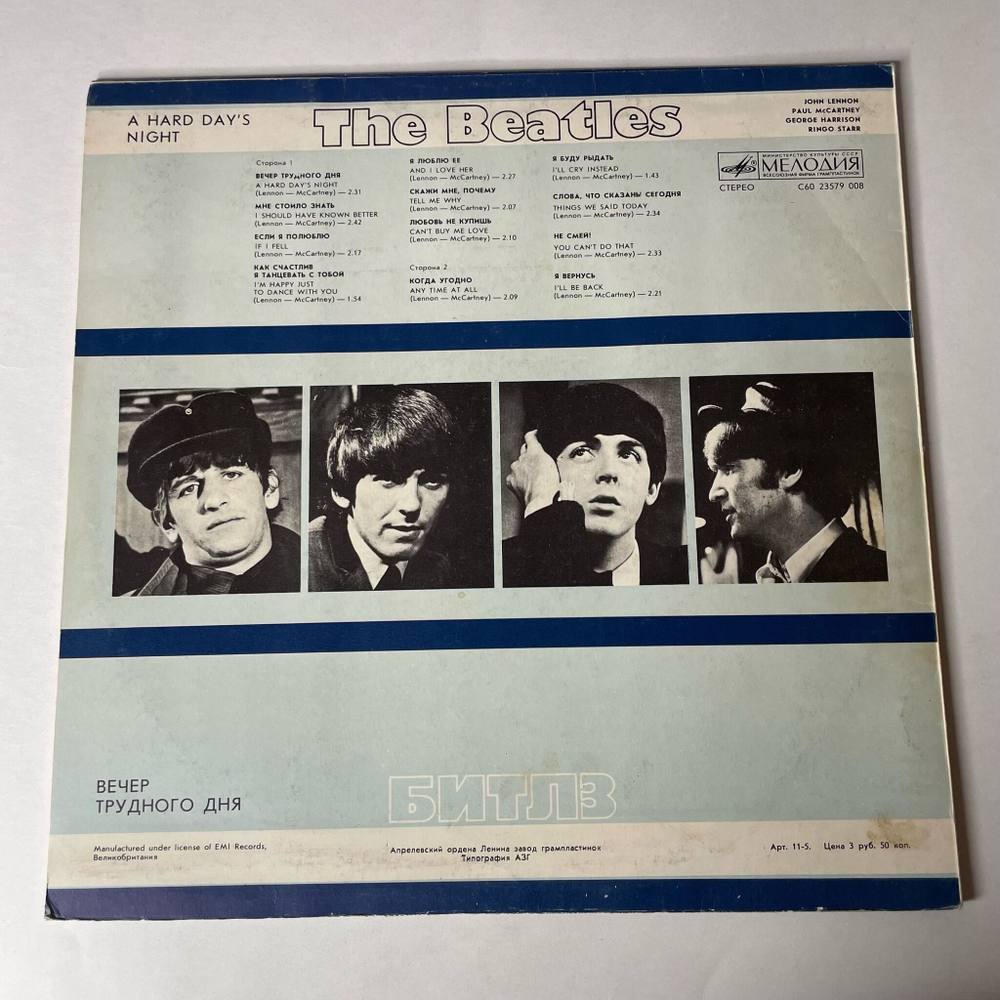 A HARD DAY'S
NIGHT
The Beatles
JOHN LENNON
PAUL McCARTNEY
GEORGE HARRISON
RINGO STARR
Сторона 1
ВЕЧЕР ТРУДНОГО ДНЯ
A HARD DAY'S NIGHT
(Lennon — McCartney) — 2.31
МНЕ СТОИЛО ЗНАТЬ
I SHOULD HAVE KNOWN BETTER
(Lennon — McCartney) — 2.42
ЕСЛИ Я ПОЛЮБЛЮ
IF I FELL
(Lennon — McCartney) — 2.17
КАК СЧАСТЛИВ
Я ТАНЦЕВАТЬ С ТОБОЙ
I'M HAPPY JUST
TO DANCE WITH YOU
(Lennon — McCartney) — 1.54
Я ЛЮБЛЮ ЕЕ
AND I LOVE HER
(Lennon — McCartney) — 2.27
СКАЖИ МНЕ, ПОЧЕМУ
TELL ME WHY
(Lennon — McCartney) — 2.07
ЛЮБОВЬ НЕ КУПИШЬ
CAN'T BUY ME LOVE
(Lennon — McCartney) — 2.10
Сторона 2
КОГДА УГОДНО
ANY TIME AT ALL
(Lennon — McCartney) — 2.09
Я БУДУ РЫДАТЬ
I'LL CRY INSTEAD
(Lennon — McCartney) — 1.43
СЛОВА, ЧТО СКАЗАНЫ СЕГОДНЯ
THINGS WE SAID TODAY
(Lennon — McCartney) — 2.34
НЕ СМЕЙ!
YOU CAN'T DO THAT
(Lennon — McCartney) — 2.33
Я ВЕРНУСЬ
I'LL BE BACK
(Lennon — McCartney) — 2.21
МИНИСТЕРСТВО КУЛЬТУРЫ СССР
МЕЛОДИЯ
ВСЕСОЮЗНАЯ ФИРМА ГРАМПЛАСТИНОК
СТЕРЕО С60 23579 008
ВЕЧЕР
ТРУДНОГО ДНЯ
БИТЛЗ
Manufactured under license of EMI Records,
Великобритания
Апрелевский ордена Ленина завод грампластинок
Типография АЗГ
Арт. 11-5. Цена 3 руб. 50 коп.